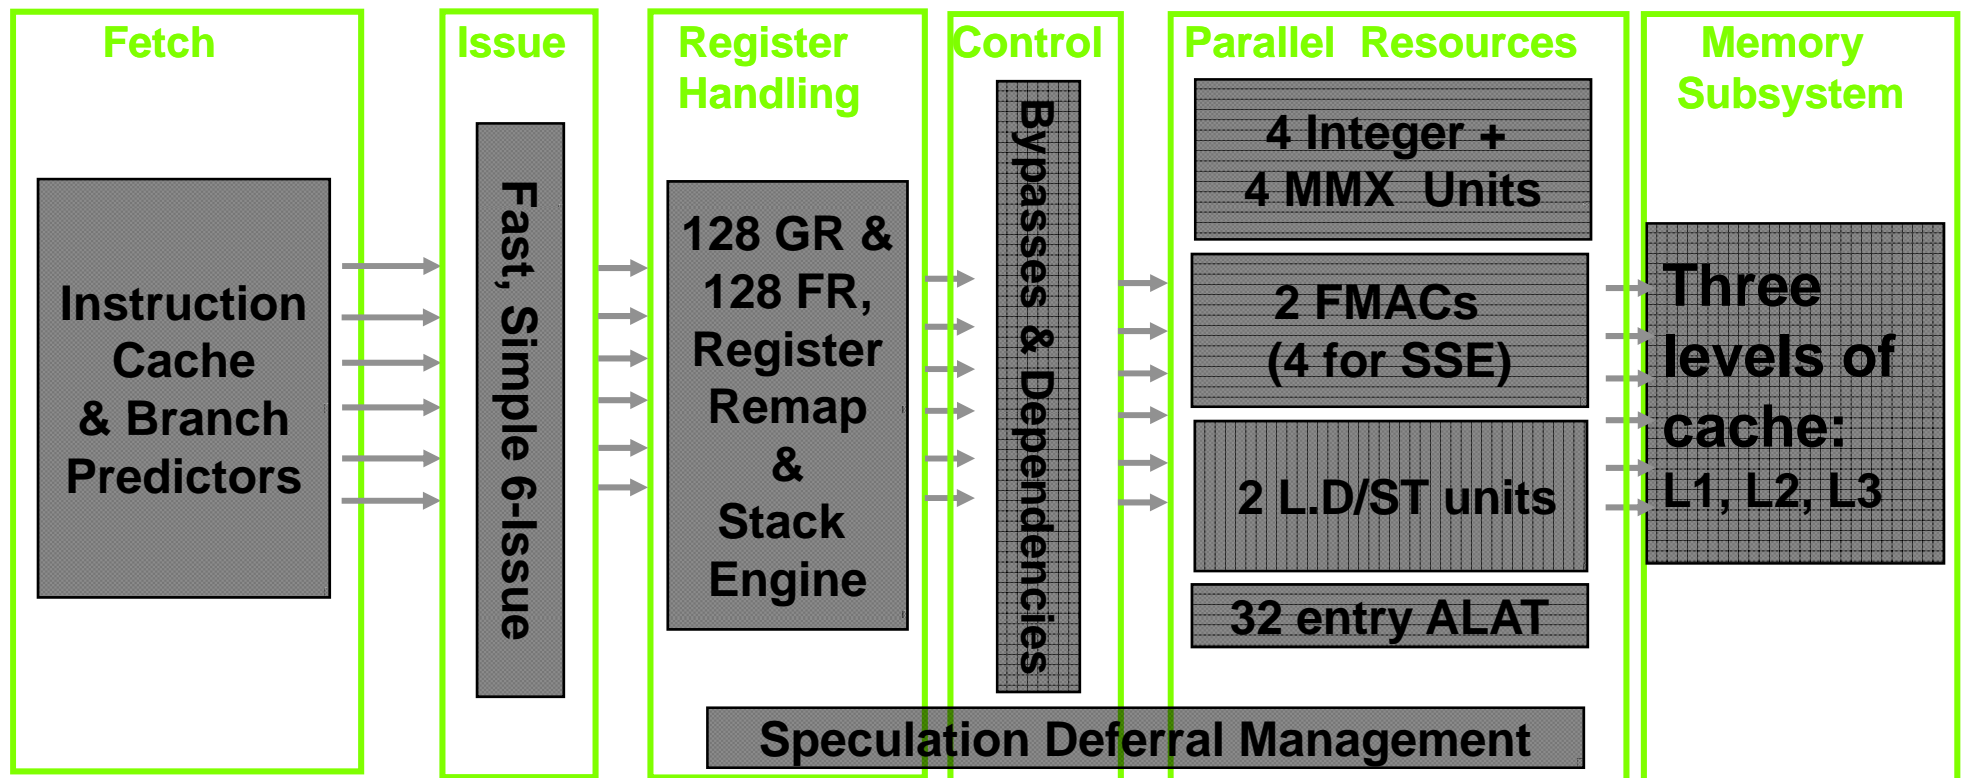 Fetch
Instruction
Cache
& Branch
Predictors
Issue
Fast, Simple 6-Issue
Register
Handling
128 GR &
128 FR,
Register
Remap
&
Stack
Engine
Control
Bypasses & Dependencies
Parallel Resources
4 Integer +
4 MMX Units
2 FMACs
(4 for SSE)
2 L.D/ST units
32 entry ALAT
Speculation Deferral Management
Memory
Subsystem
Three
levels of
cache:
L1, L2, L3